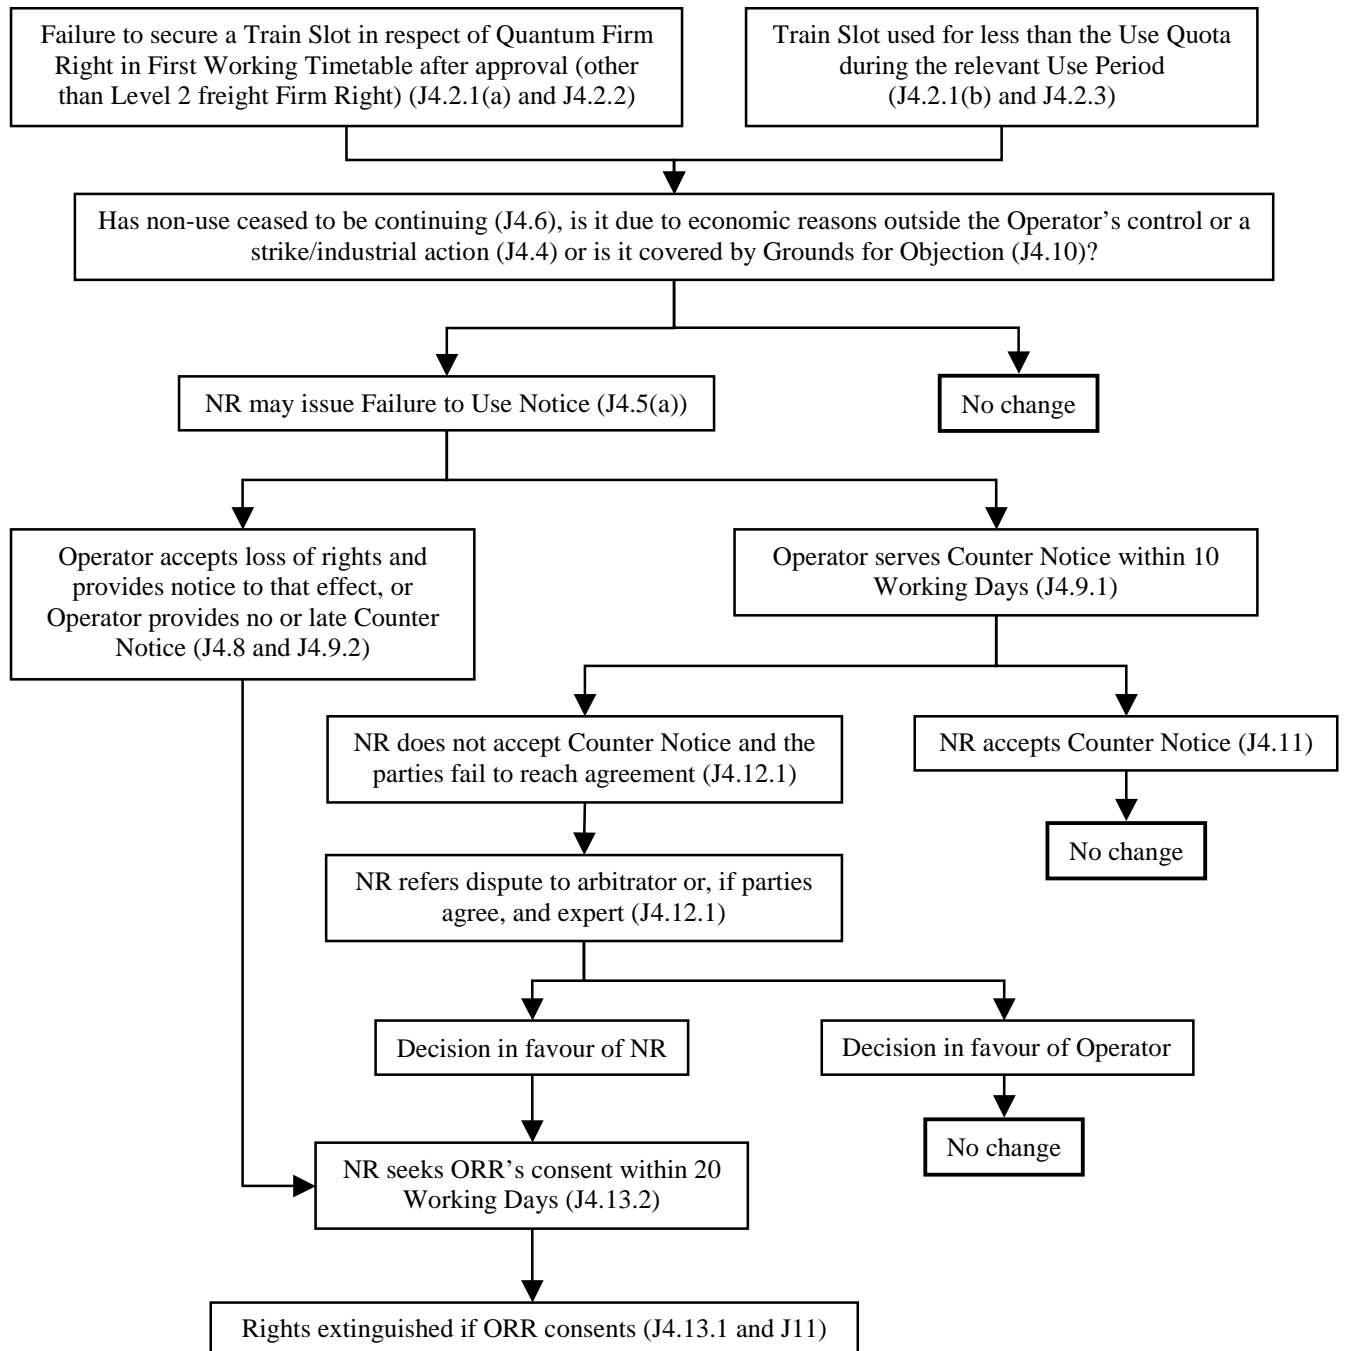 Failure to secure a Train Slot in respect of Quantum Firm
Right in First Working Timetable after approval (other
than Level 2 freight Firm Right) (J4.2.1(a) and J4.2.2)
Train Slot used for less than the Use Quota
during the relevant Use Period
(J4.2.1(b) and J4.2.3)
Has non-use ceased to be continuing (J4.6), is it due to economic reasons outside the Operator’s control or a
strike/industrial action (J4.4) or is it covered by Grounds for Objection (J4.10)?
NR may issue Failure to Use Notice (J4.5(a))
No change
Operator accepts loss of rights and
provides notice to that effect, or
Operator provides no or late Counter
Notice (J4.8 and J4.9.2)
Operator serves Counter Notice within 10
Working Days (J4.9.1)
NR does not accept Counter Notice and the
parties fail to reach agreement (J4.12.1)
NR accepts Counter Notice (J4.11)
No change
NR refers dispute to arbitrator or, if parties
agree, and expert (J4.12.1)
Decision in favour of NR
Decision in favour of Operator
No change
NR seeks ORR’s consent within 20
Working Days (J4.13.2)
Rights extinguished if ORR consents (J4.13.1 and J11)